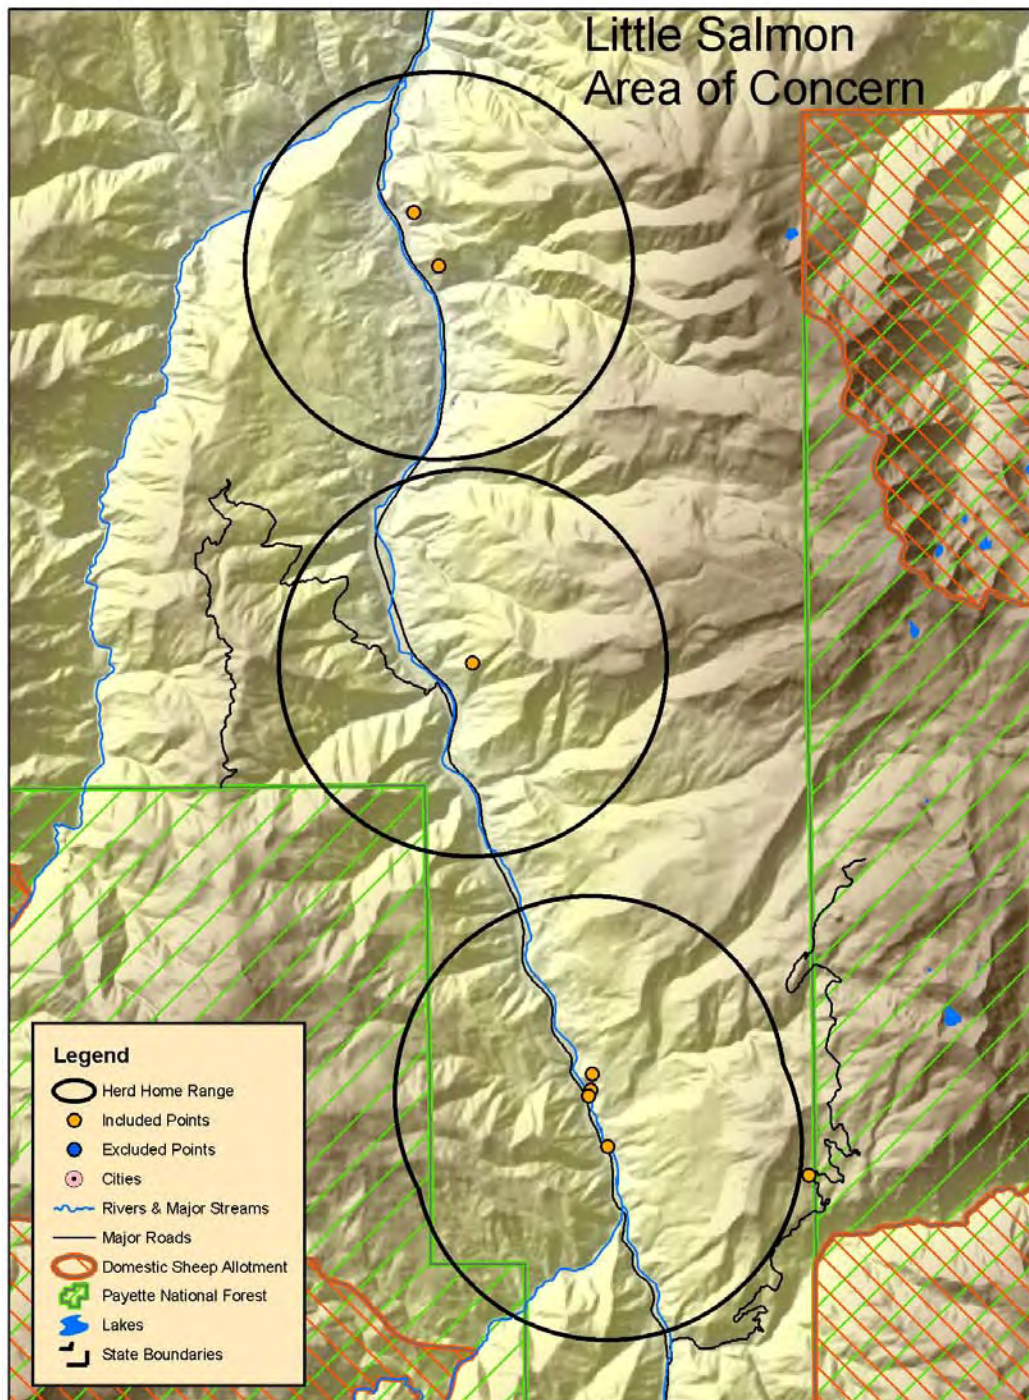 Little Salmon
Area of Concern
Legend
Herd Home Range
Included Points
Excluded Points
Cities
Rivers & Major Streams
Major Roads
Domestic Sheep Allotment
Payette National Forest
Lakes
State Boundaries